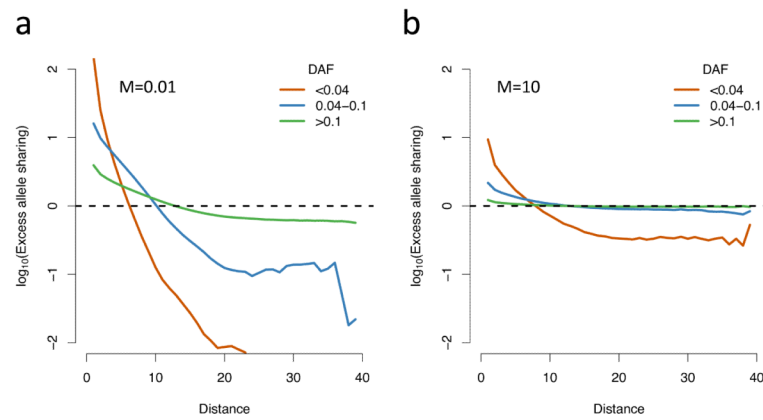 a
M=0.01
DAF
<0.04
0.04−0.1
>0.1
log10(Excess allele sharing)
2
1
0
−1
−2
0 10 20 30 40
Distance
b
M=10
DAF
<0.04
0.04−0.1
>0.1
log10(Excess allele sharing)
2
1
0
−1
−2
0 10 20 30 40
Distance